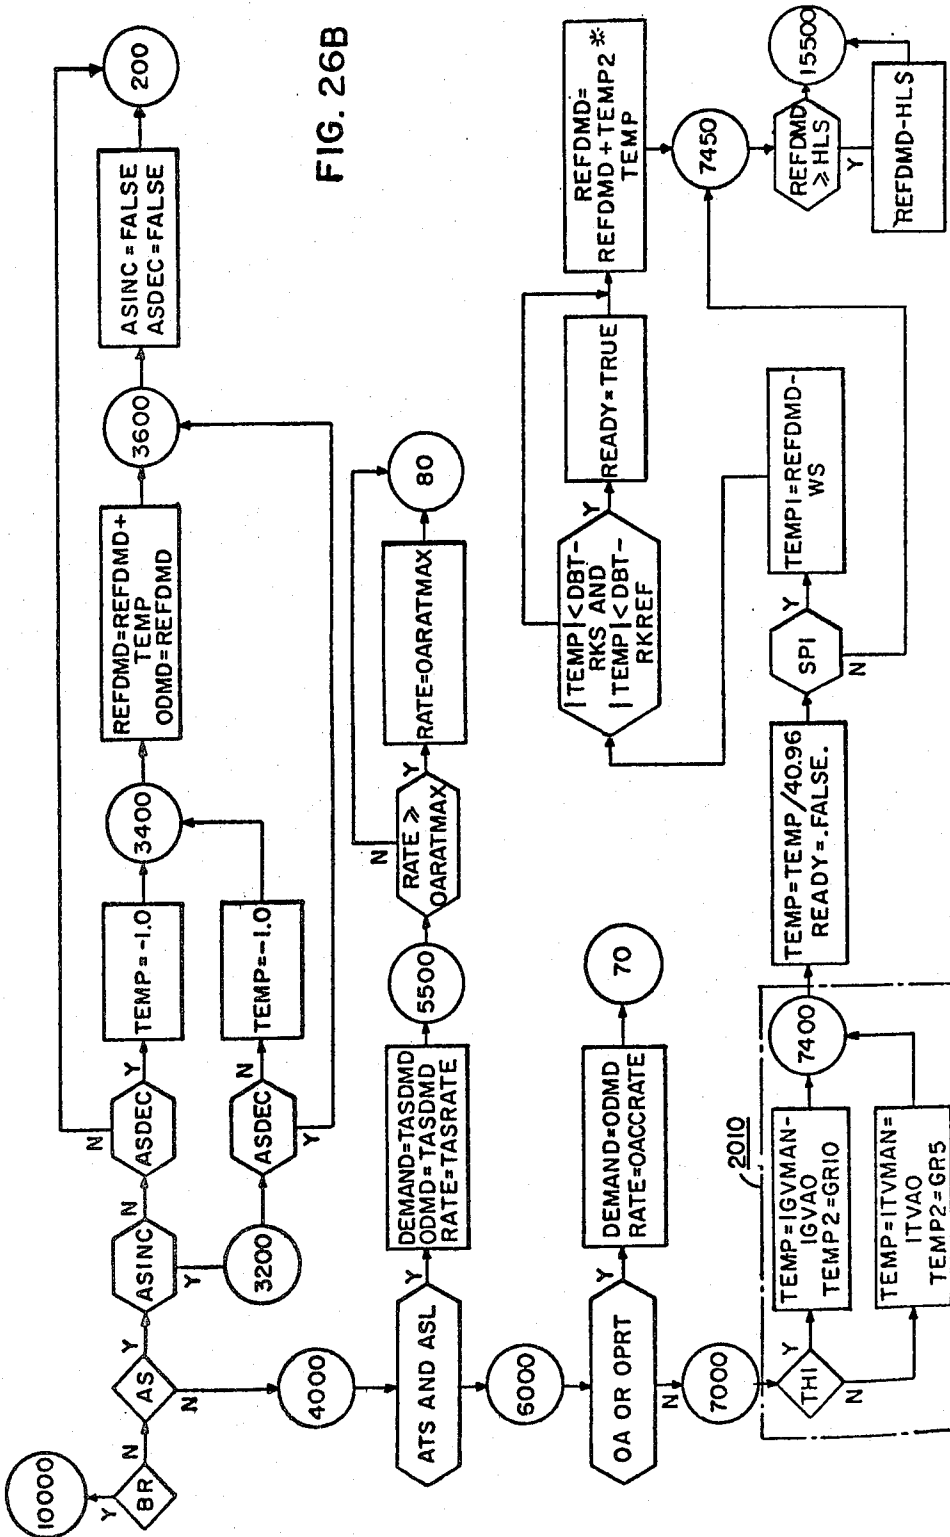 FIG. 26B
10000
Y
BR
N
AS
Y
N
ASINC
N
Y
ASDEC
N
Y
TEMP=-1.0
3400
REFDMD=REFDMD+
TEMP
ODMD=REFDMD
3600
ASINC=FALSE
ASDEC=FALSE
200
3200
ASDEC
N
Y
TEMP=-1.0
4000
ATS AND ASL
Y
DEMAND=TASDMD
ODMD=TASDMD
RATE=TASRATE
5500
RATE ≥
OARATMAX
N
Y
RATE=OARATMAX
80
6000
OA OR OPRT
Y
N
DEMAND=ODMD
RATE=OACCRATE
70
7000
2010
THI
Y
N
TEMP=IGVMAN-
IGVAO
TEMP2=GR10
TEMP=ITVMAN=
ITVAO
TEMP2=GR5
7400
TEMP=TEMP/40.96
READY=.FALSE.
SPI
Y
N
TEMP1=REFDMD-
WS
|TEMP|<DBT-
RKS AND
|TEMP|<DBT-
RKREF
Y
READY=TRUE
REFDMD=
REFDMD+TEMP2*
TEMP
7450
REFDMD
≥ HLS
Y
15500
REFDMD-HLS